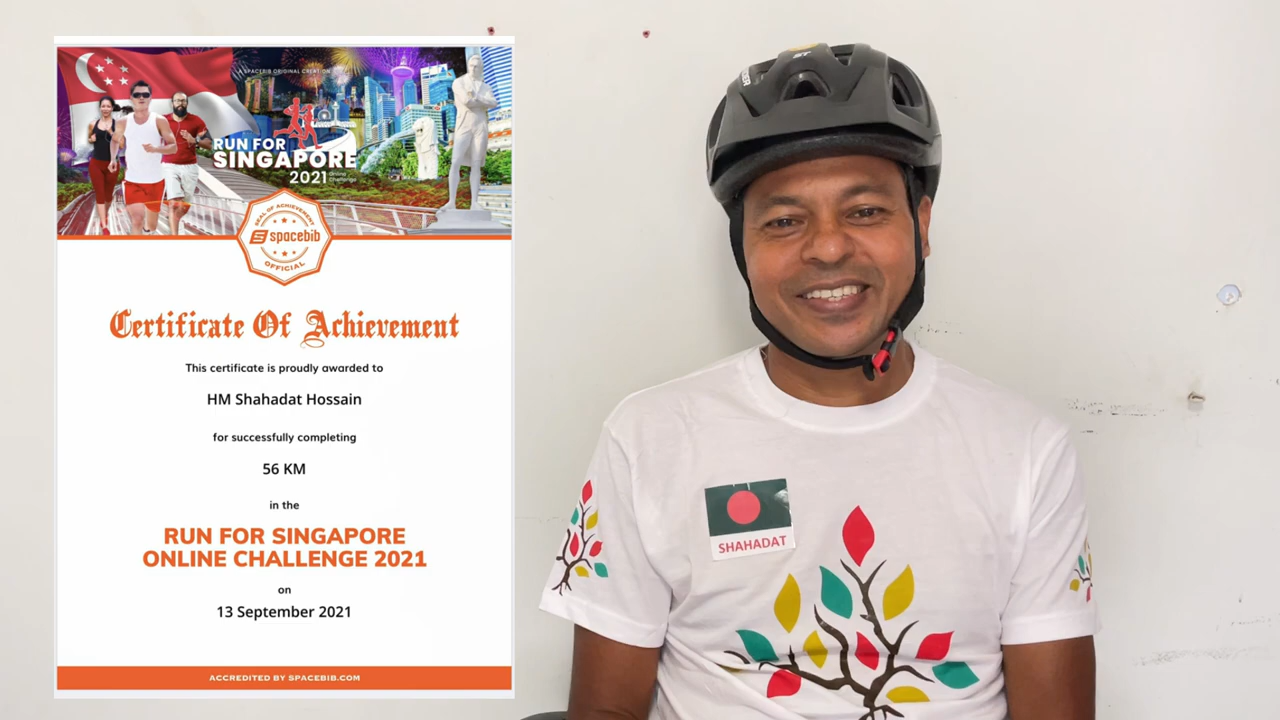 A SPACEBIB ORIGINAL CREATION
RUN FOR
SINGAPORE
2021 Online
Challenge
SEAL OF ACHIEVEMENT
spacebib
OFFICIAL
Certificate Of Achievement
This certificate is proudly awarded to
HM Shahadat Hossain
for successfully completing
56 KM
in the
RUN FOR SINGAPORE
ONLINE CHALLENGE 2021
on
13 September 2021
ACCREDITED BY SPACEBIB.COM
SHAHADAT